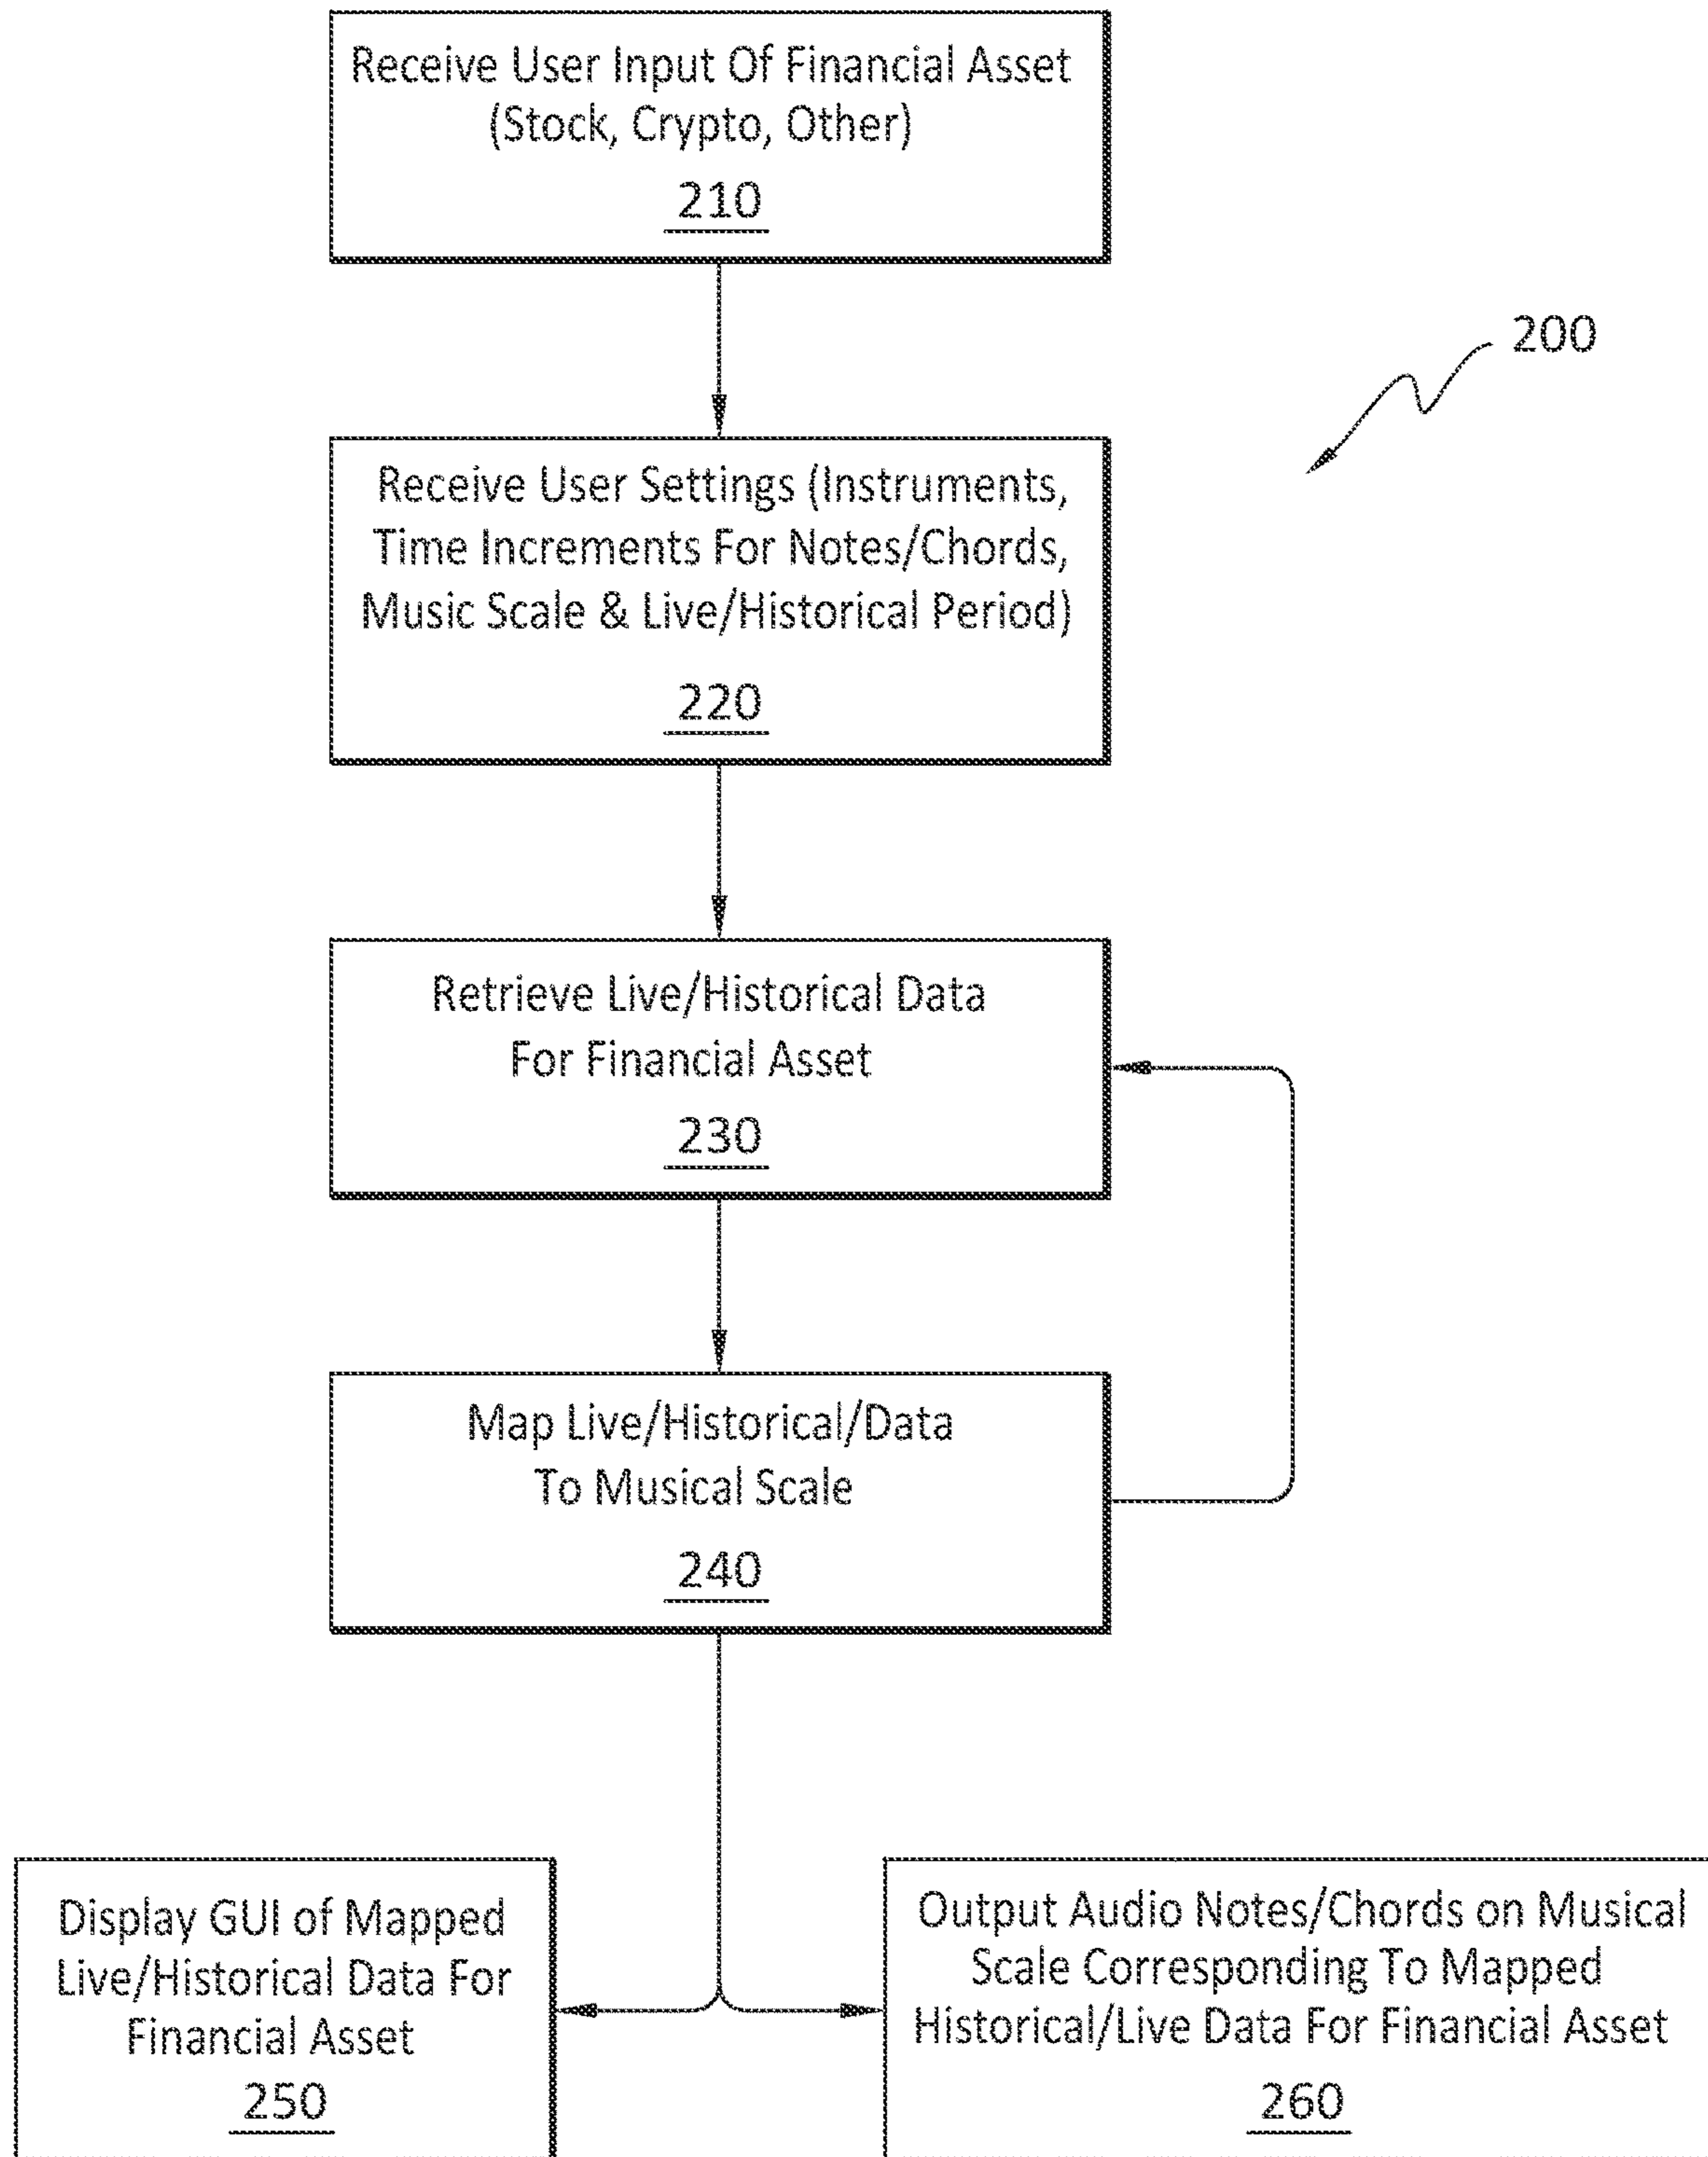 Receive User Input Of Financial Asset
(Stock, Crypto, Other)
210
200
Receive User Settings (Instruments,
Time Increments For Notes/Chords,
Music Scale & Live/Historical Period)
220
Retrieve Live/Historical Data
For Financial Asset
230
Map Live/Historical/Data
To Musical Scale
240
Display GUI of Mapped
Live/Historical Data For
Financial Asset
250
Output Audio Notes/Chords on Musical
Scale Corresponding To Mapped
Historical/Live Data For Financial Asset
260